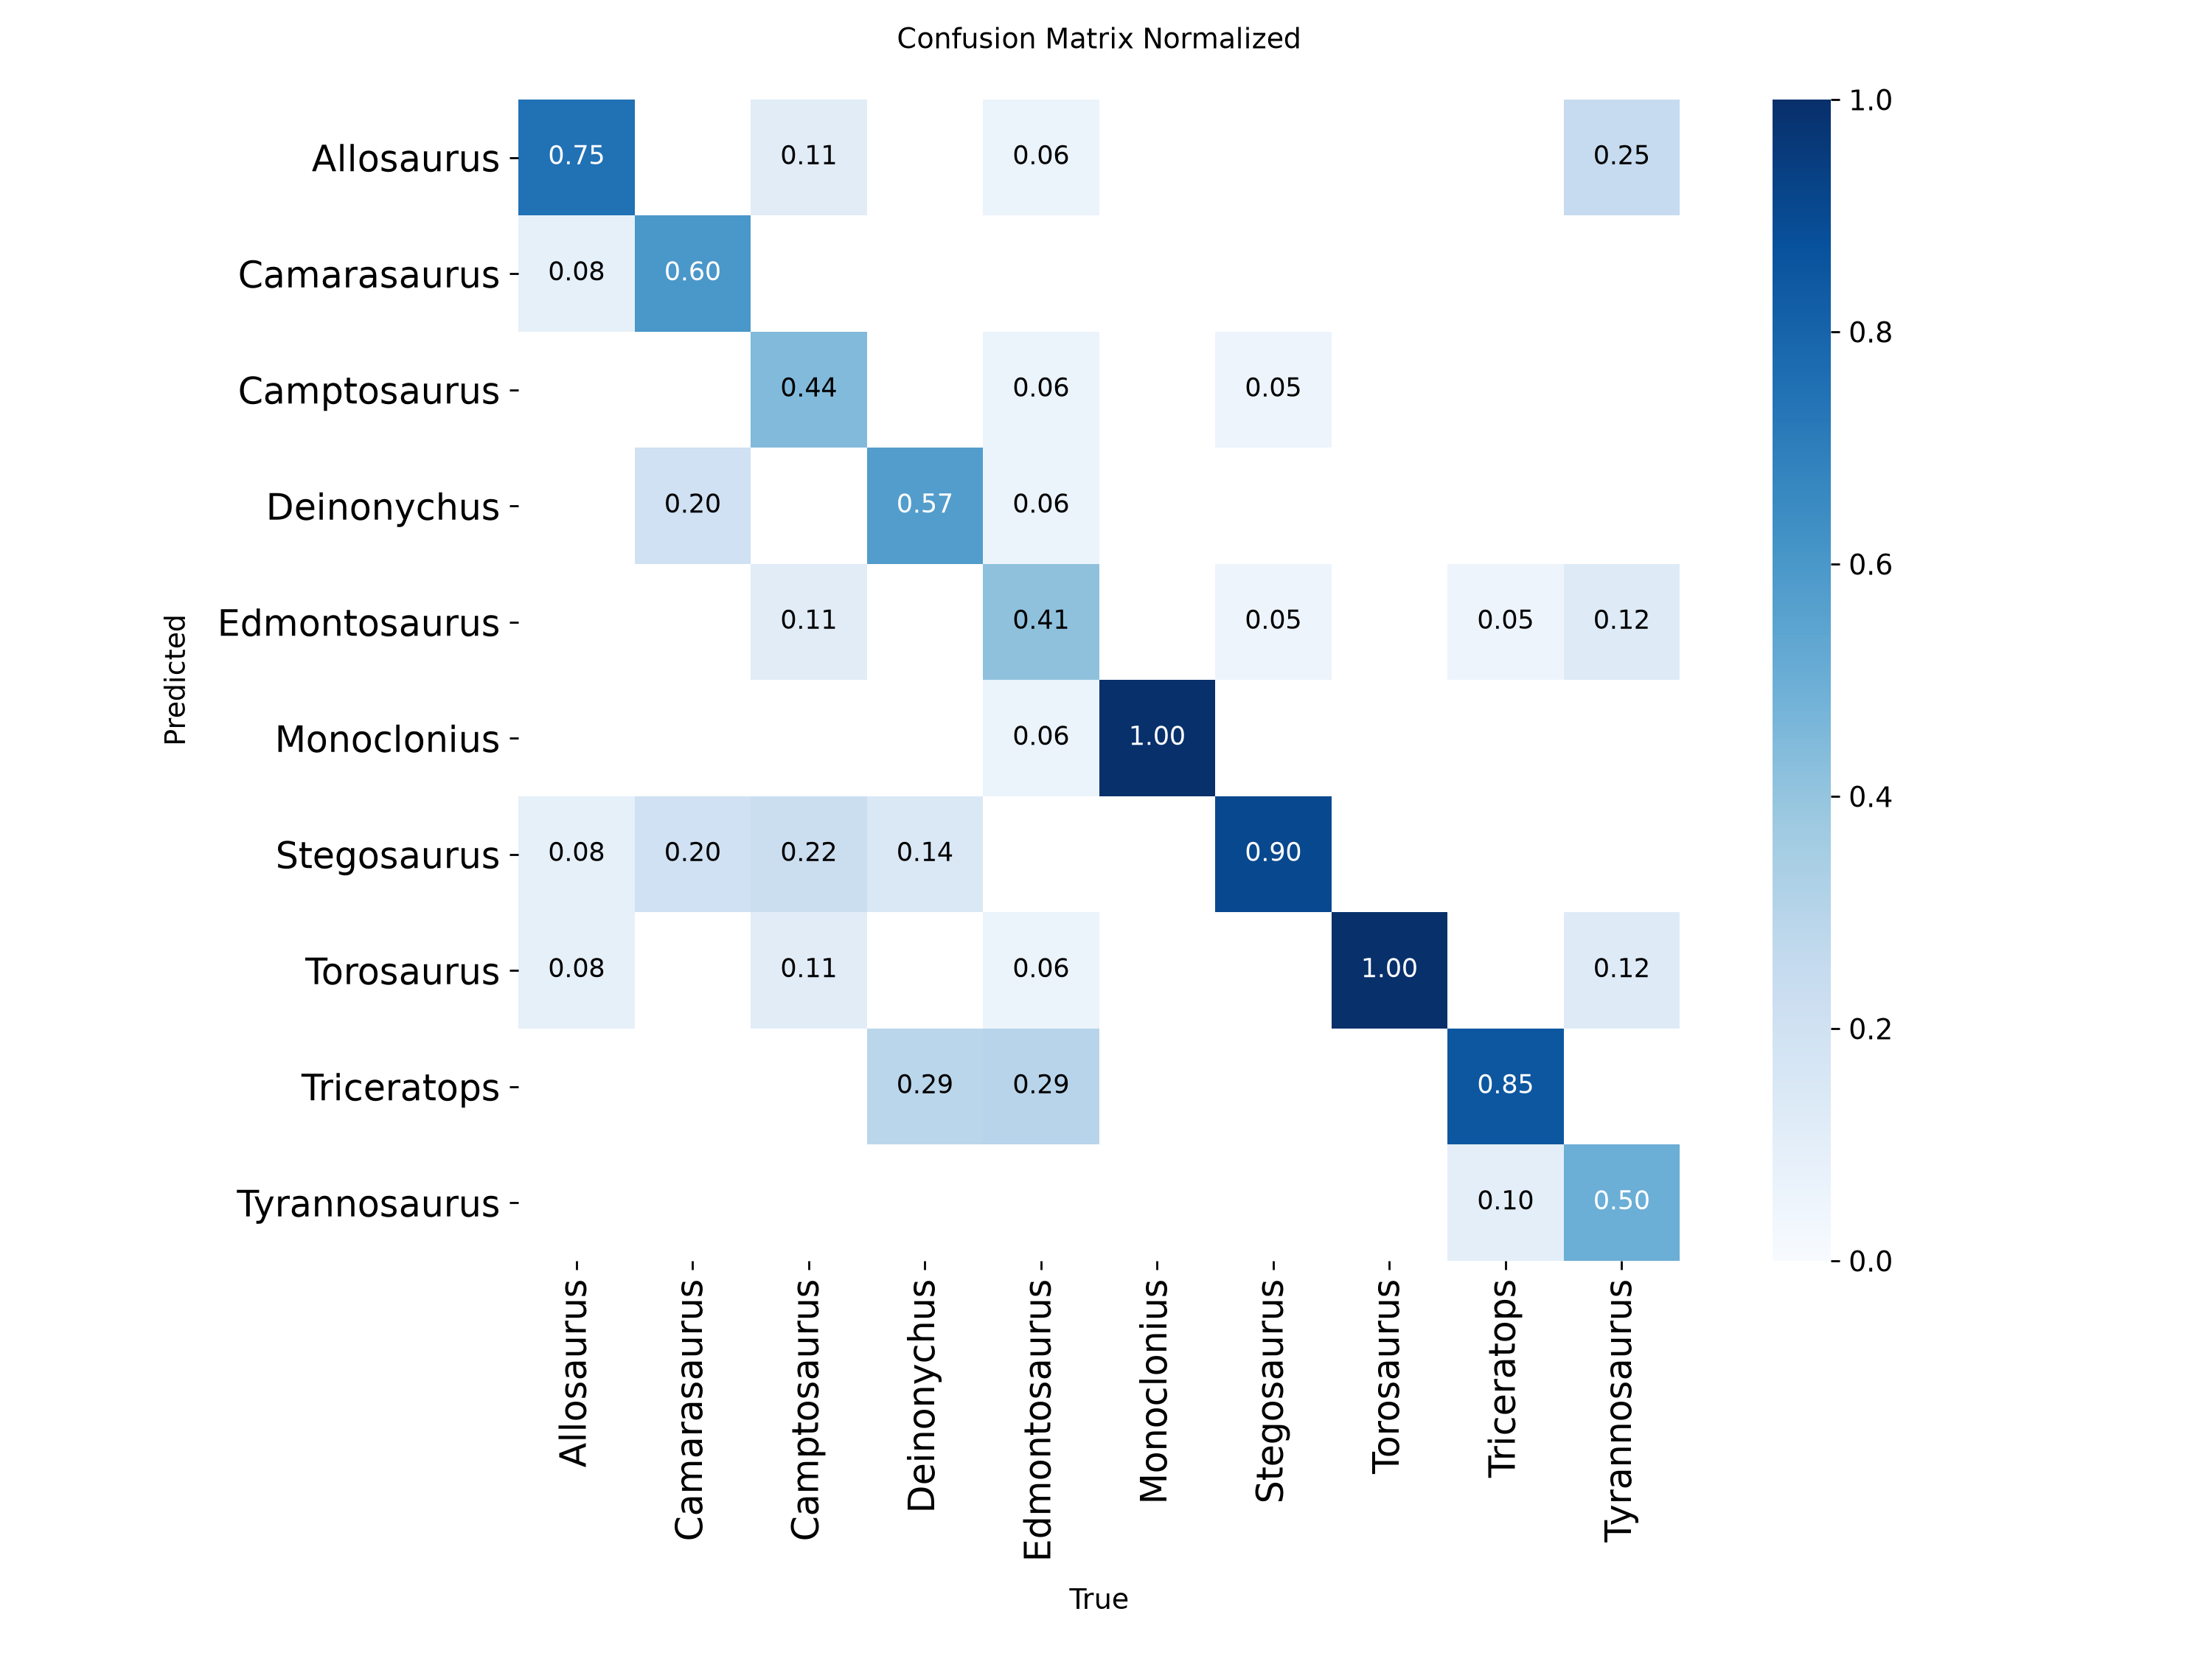 Confusion Matrix Normalized
Allosaurus 0.75 0.11 0.06 0.25
Camarasaurus 0.08 0.60
Camptosaurus 0.44 0.06 0.05
Deinonychus 0.20 0.57 0.06
Edmontosaurus 0.11 0.41 0.05 0.05 0.12
Monoclonius 0.06 1.00
Stegosaurus 0.08 0.20 0.22 0.14 0.90
Torosaurus 0.08 0.11 0.06 1.00 0.12
Triceratops 0.29 0.29 0.85
Tyrannosaurus 0.10 0.50
Predicted
Allosaurus
Camarasaurus
Camptosaurus
Deinonychus
Edmontosaurus
Monoclonius
Stegosaurus
Torosaurus
Triceratops
Tyrannosaurus
True
1.0
0.8
0.6
0.4
0.2
0.0